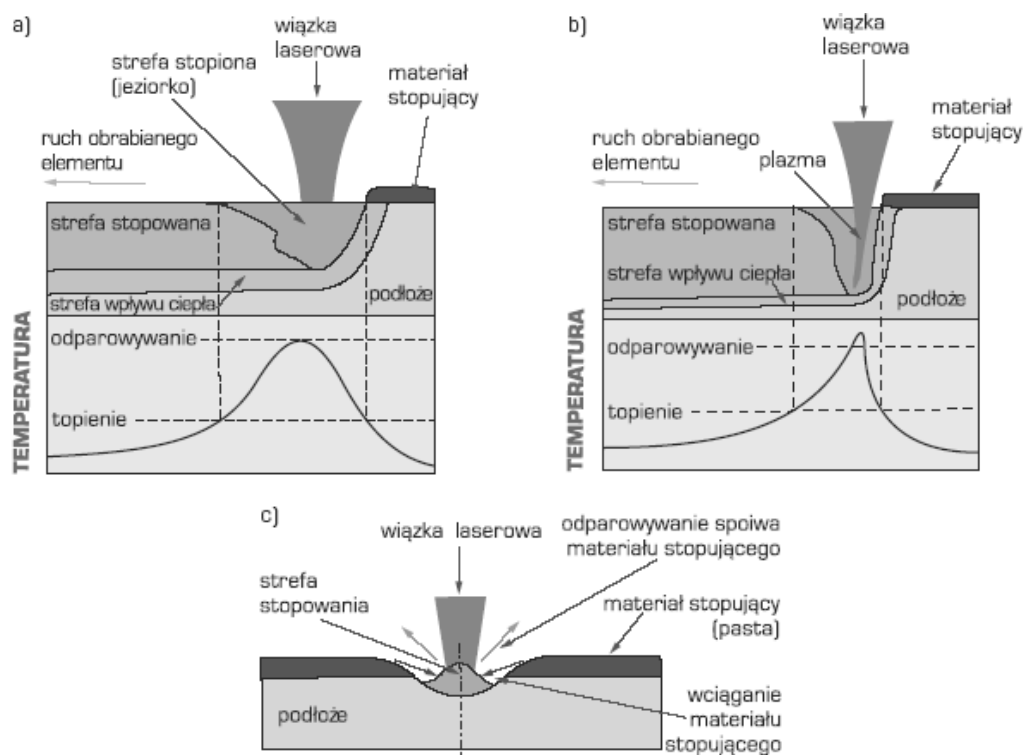 a)
wiązka
laserowa
strefa stopiona
(jeziorko)
materiał
stopujący
ruch obrabianego
elementu
strefa stopowana
strefa wpływu ciepła
podłoże
odparowywanie
topienie
TEMPERATURA
b)
wiązka
laserowa
materiał
stopujący
ruch obrabianego
elementu
plazma
strefa stopowana
strefa wpływu ciepła
podłoże
odparowywanie
topienie
TEMPERATURA
c)
wiązka laserowa
odparowywanie spoiwa
materiału stopującego
strefa
stopowania
materiał stopujący
(pasta)
podłoże
wciąganie
materiału
stopującego